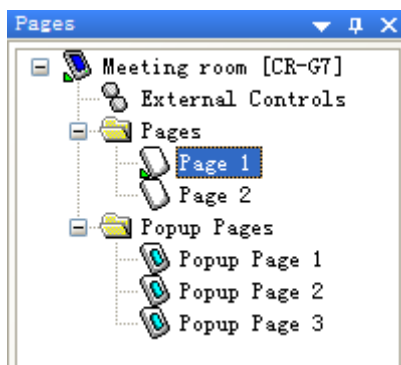 Pages
Meeting room [CR-G7]
External Controls
Pages
Page 1
Page 2
Popup Pages
Popup Page 1
Popup Page 2
Popup Page 3